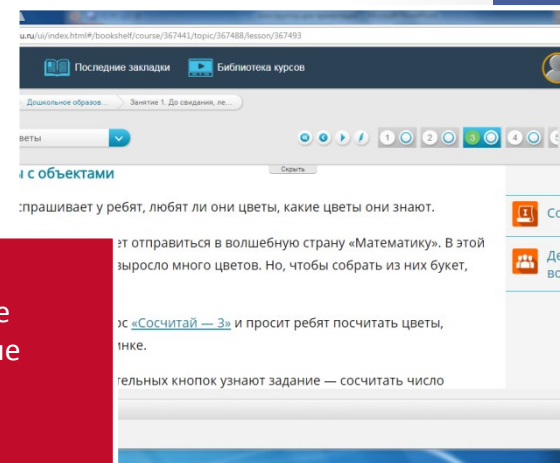 u.ru/ui/index.html#/bookshelf/course/367441/topic/367488/lesson/367493
Последние закладки Библиотека курсов
Дошкольное образов... Занятие 1. До свидания, ле...
веты
1 2 3 4
с объектами
Скрыть
спрашивает у ребят, любят ли они цветы, какие цветы они знают.
ет отправиться в волшебную страну «Математику». В этой
выросло много цветов. Но, чтобы собрать из них букет,
рс «Сосчитай — 3» и просит ребят посчитать цветы,
инке.
тельных кнопок узнают задание — сосчитать число
Со
Де
во
е
ие